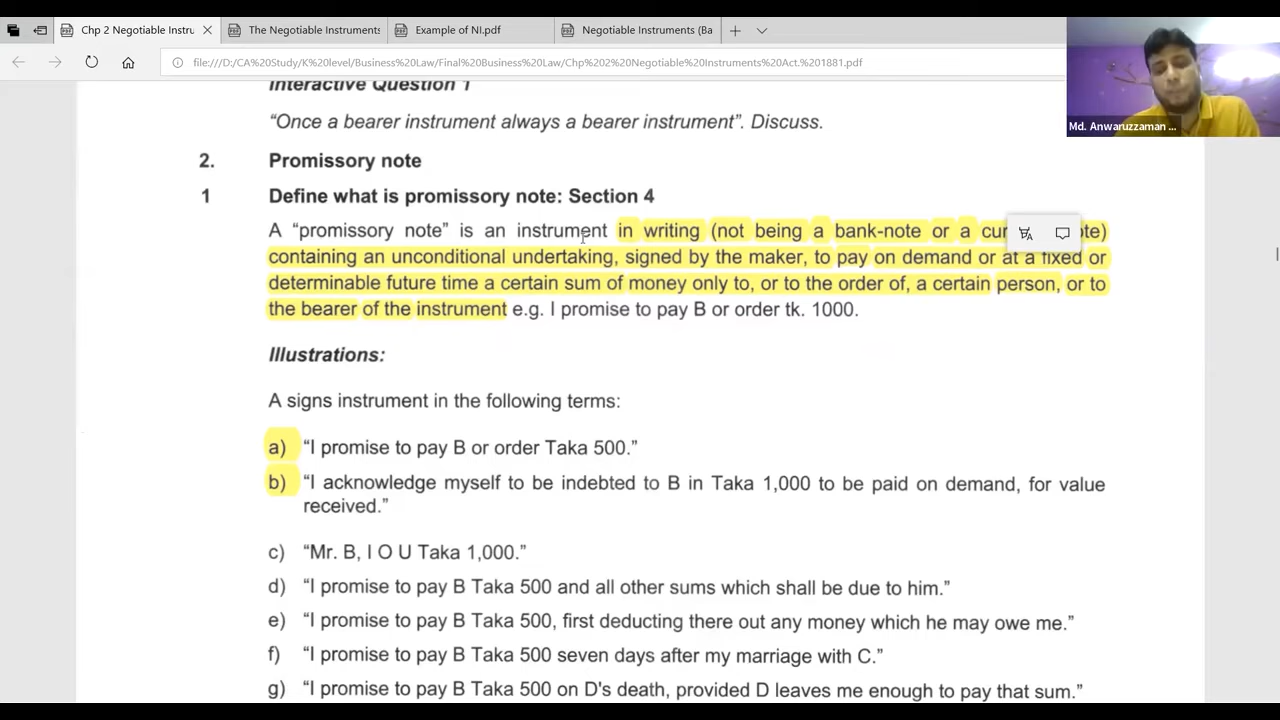 Chp 2 Negotiable Instru
The Negotiable Instruments
Example of NI.pdf
Negotiable Instruments (Ba
file:///D:/CA%20Study/K%20level/Business%20Law/Final%20Business%20Law/Chp%202%20Negotiable%20Instruments%20Act.%201881.pdf
Md. Anwaruzzaman ...
Interactive Question 1
“Once a bearer instrument always a bearer instrument”. Discuss.
2. Promissory note
1 Define what is promissory note: Section 4
A “promissory note” is an instrument in writing (not being a bank-note or a
containing an unconditional undertaking, signed by the maker, to pay on demand or at a fixed or
determinable future time a certain sum of money only to, or to the order of, a certain person, or to
the bearer of the instrument e.g. I promise to pay B or order tk. 1000.
Illustrations:
A signs instrument in the following terms:
a) “I promise to pay B or order Taka 500.”
b) “I acknowledge myself to be indebted to B in Taka 1,000 to be paid on demand, for value
received.”
c) “Mr. B, I O U Taka 1,000.”
d) “I promise to pay B Taka 500 and all other sums which shall be due to him.”
e) “I promise to pay B Taka 500, first deducting there out any money which he may owe me.”
f) “I promise to pay B Taka 500 seven days after my marriage with C.”
g) “I promise to pay B Taka 500 on D's death, provided D leaves me enough to pay that sum.”